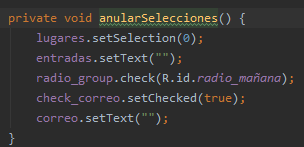 private void anularSelecciones() {
lugares.setSelection(0);
entradas.setText("");
radio_group.check(R.id.radio_mañana);
check_correo.setChecked(true);
correo.setText("");
}